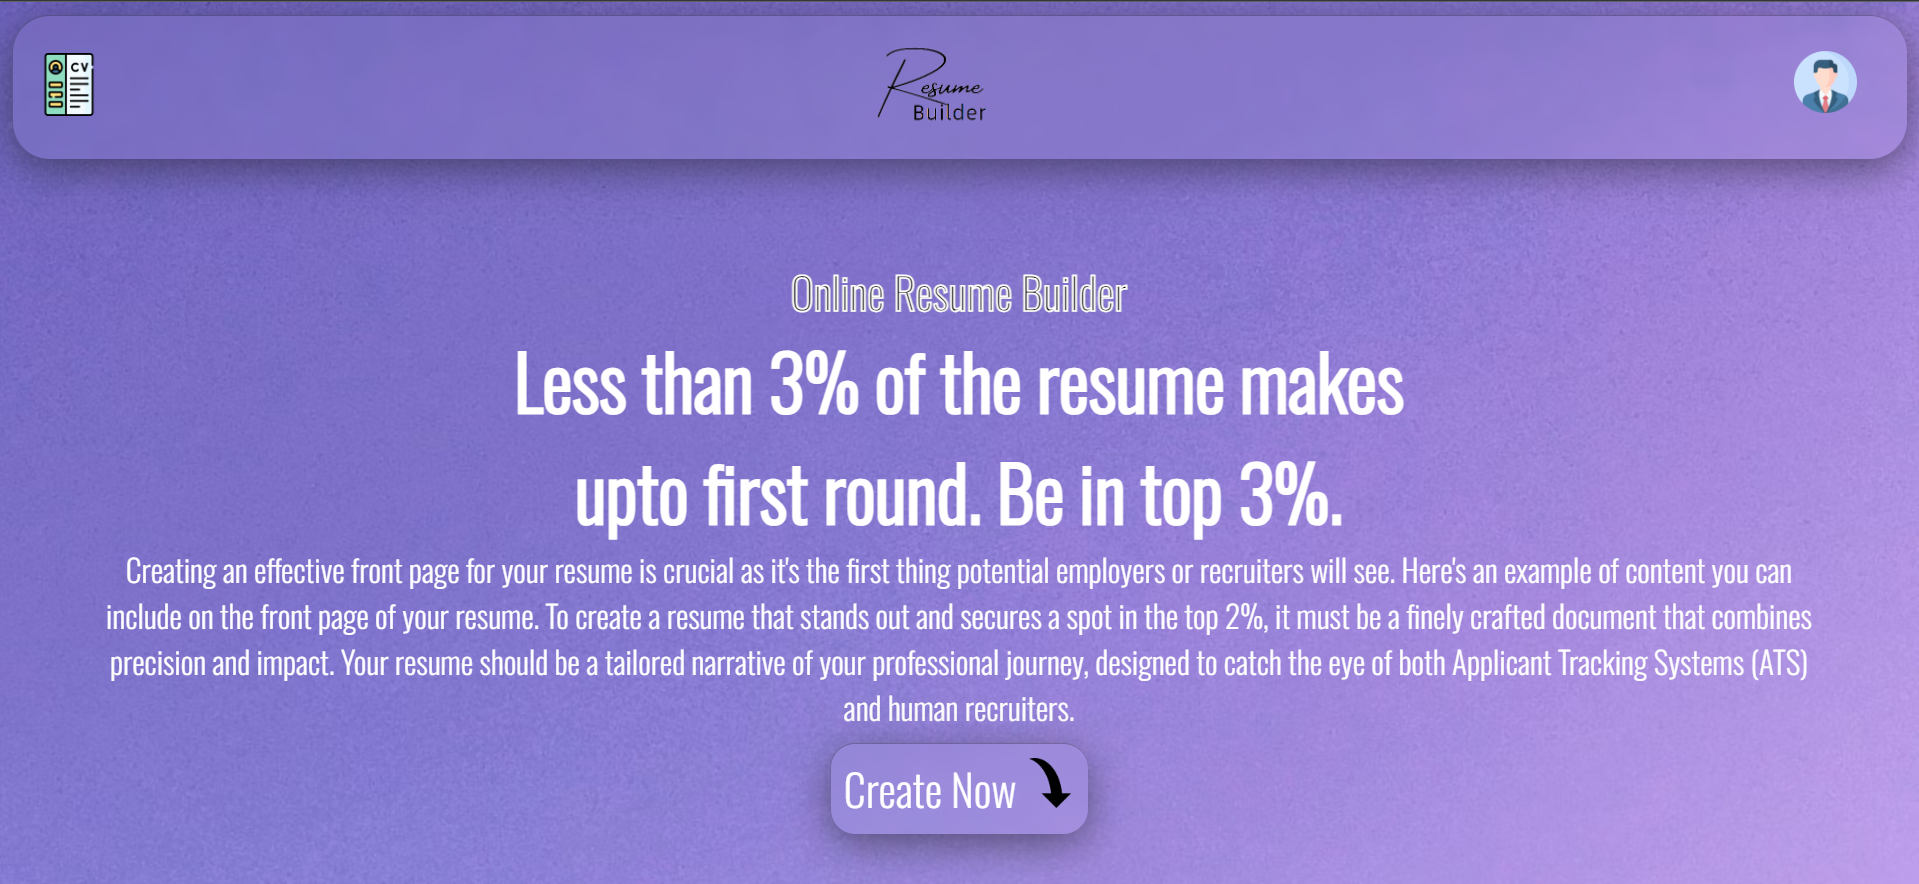 CV
Resume
Builder
Online Resume Builder
Less than 3% of the resume makes
upto first round. Be in top 3%.
Creating an effective front page for your resume is crucial as it's the first thing potential employers or recruiters will see. Here's an example of content you can
include on the front page of your resume. To create a resume that stands out and secures a spot in the top 2%, it must be a finely crafted document that combines
precision and impact. Your resume should be a tailored narrative of your professional journey, designed to catch the eye of both Applicant Tracking Systems (ATS)
and human recruiters.
Create Now